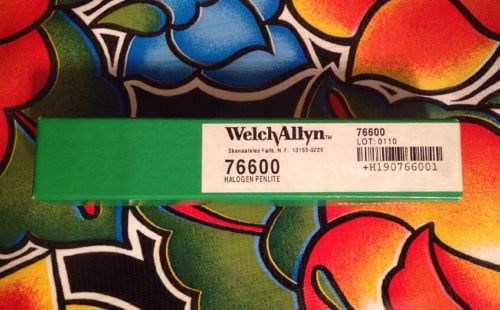 WelchAllyn™
Skaneateles Falls, N.Y. 13153-0220
76600
HALOGEN PENLITE
76600
LOT: 0110
+H190766001